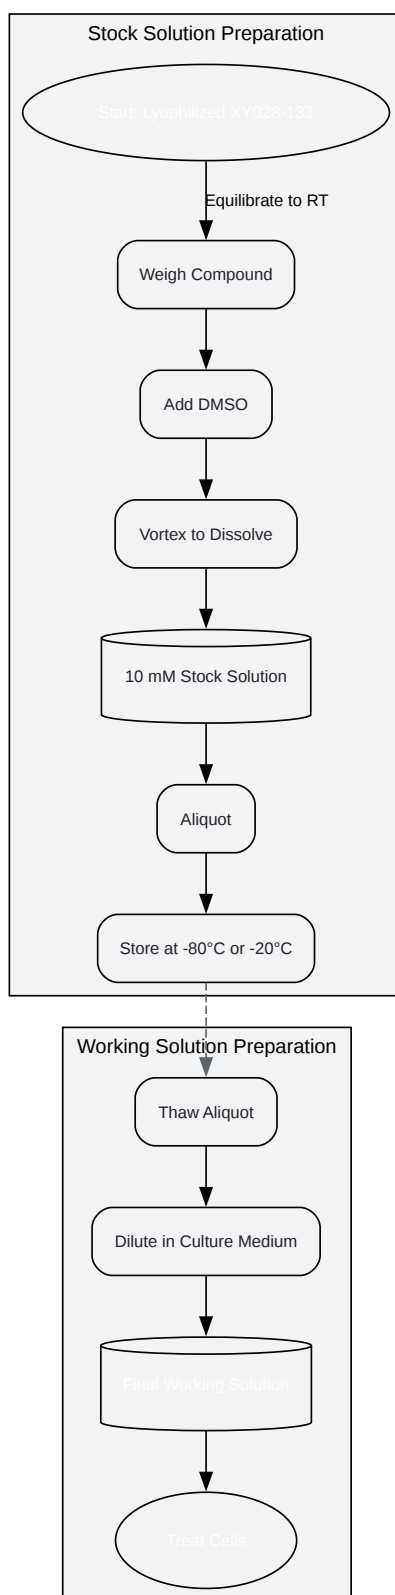 Stock Solution Preparation
Start: Lyophilized XY028-133
Equilibrate to RT
Weigh Compound
Add DMSO
Vortex to Dissolve
10 mM Stock Solution
Aliquot
Store at -80°C or -20°C
Working Solution Preparation
Thaw Aliquot
Dilute in Culture Medium
Final Working Solution
Treat Cells